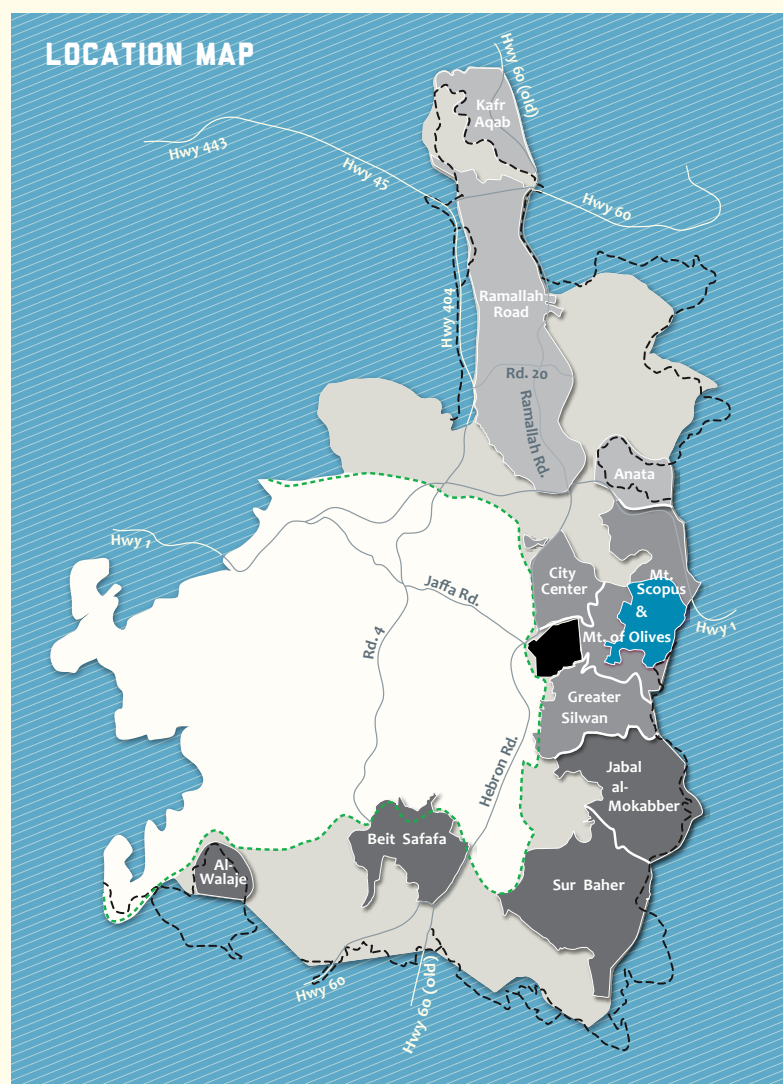 LOCATION MAP
Hwy 60 (old)
Kafr
Aqab
Hwy 443
Hwy 45
Hwy 60
Ramallah
Road
Hwy 404
Rd. 20
Ramallah Rd.
Anata
Hwy 1
City
Center
Mt.
Scopus
&
Mt. of Olives
Jaffa Rd.
Hwy 1
Rd. 4
Greater
Silwan
Hebron Rd.
Jabal
al-
Mokabber
Beit Safafa
Al-
Walaje
Sur Baher
Hwy 60
Hwy 60 (old)